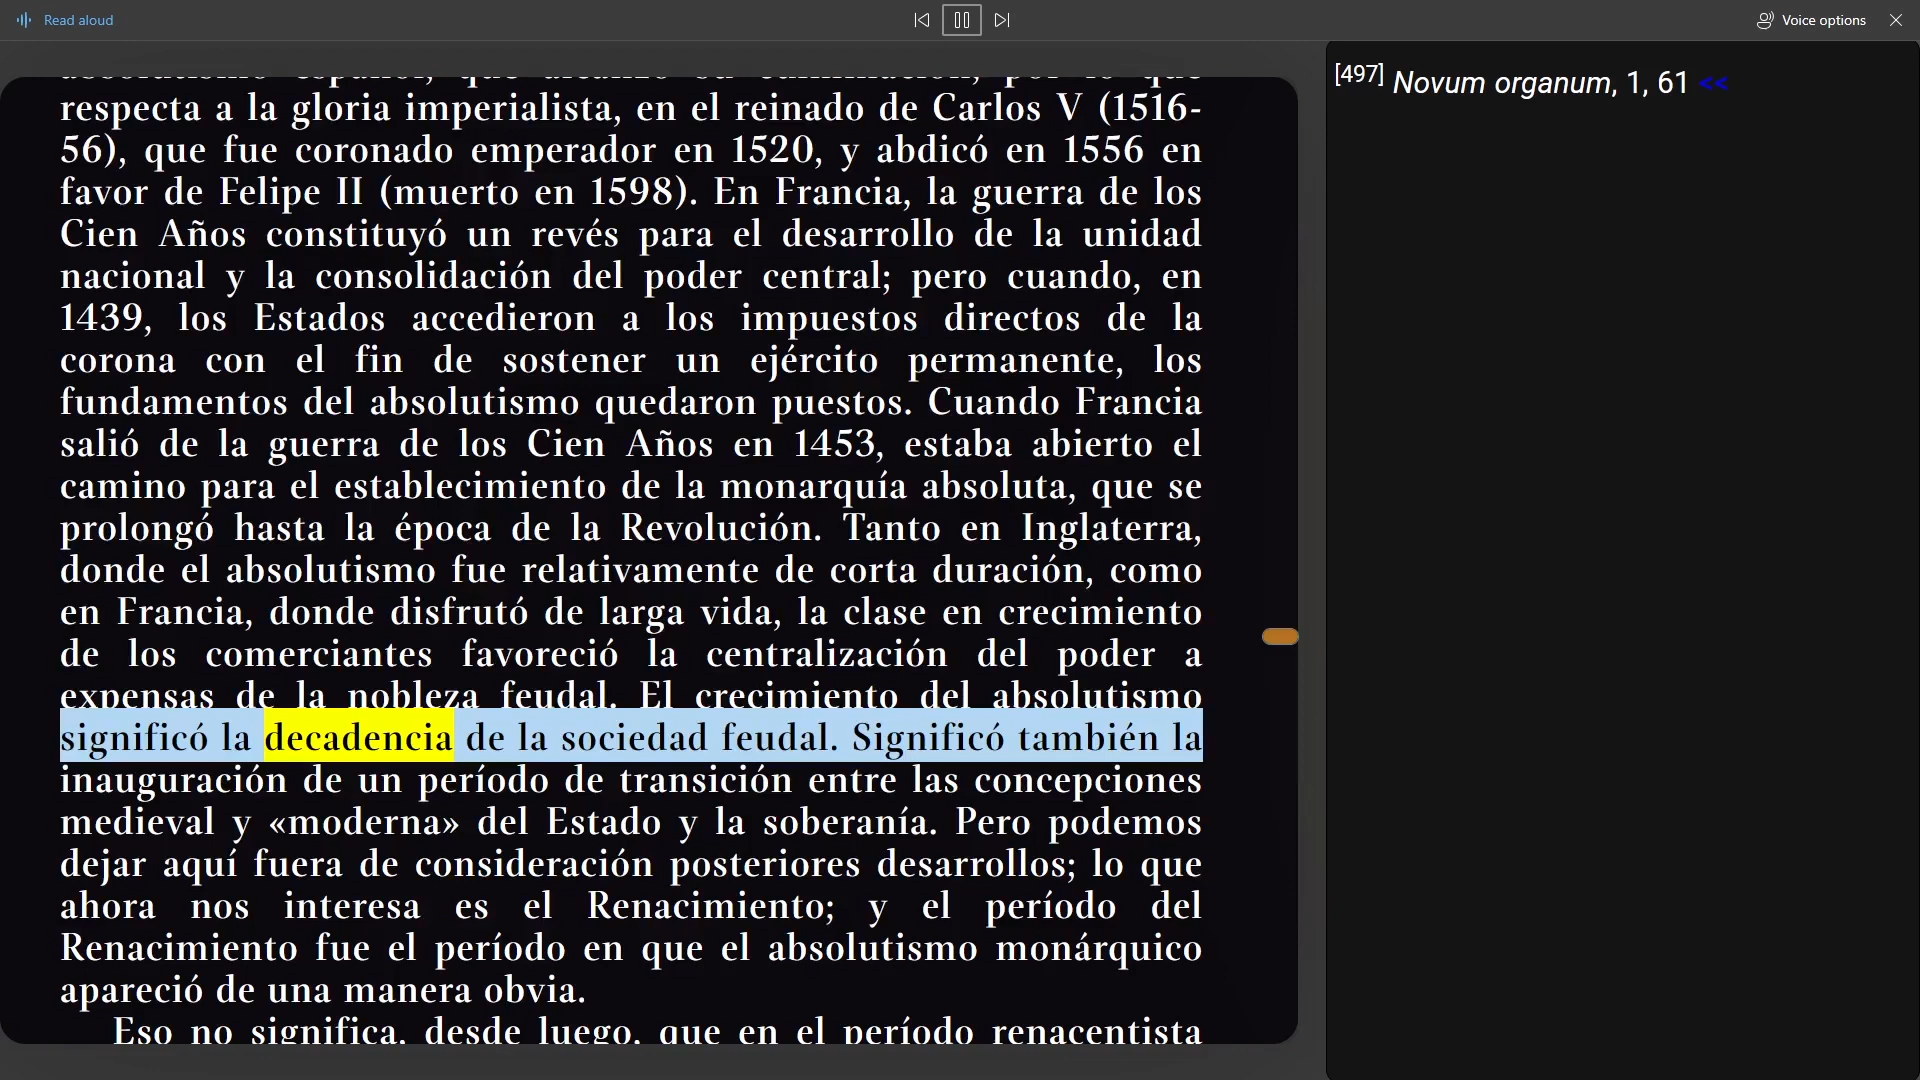 Read aloud
Voice options
absolutismo español, que alcanzó su culminación, por lo que
respecta a la gloria imperialista, en el reinado de Carlos V (1516-
56), que fue coronado emperador en 1520, y abdicó en 1556 en
favor de Felipe II (muerto en 1598). En Francia, la guerra de los
Cien Años constituyó un revés para el desarrollo de la unidad
nacional y la consolidación del poder central; pero cuando, en
1439, los Estados accedieron a los impuestos directos de la
corona con el fin de sostener un ejército permanente, los
fundamentos del absolutismo quedaron puestos. Cuando Francia
salió de la guerra de los Cien Años en 1453, estaba abierto el
camino para el establecimiento de la monarquía absoluta, que se
prolongó hasta la época de la Revolución. Tanto en Inglaterra,
donde el absolutismo fue relativamente de corta duración, como
en Francia, donde disfrutó de larga vida, la clase en crecimiento
de los comerciantes favoreció la centralización del poder a
expensas de la nobleza feudal. El crecimiento del absolutismo
significó la decadencia de la sociedad feudal. Significó también la
inauguración de un período de transición entre las concepciones
medieval y «moderna» del Estado y la soberanía. Pero podemos
dejar aquí fuera de consideración posteriores desarrollos; lo que
ahora nos interesa es el Renacimiento; y el período del
Renacimiento fue el período en que el absolutismo monárquico
apareció de una manera obvia.
Eso no significa, desde luego, que en el período renacentista
[497] Novum organum, 1, 61 <<